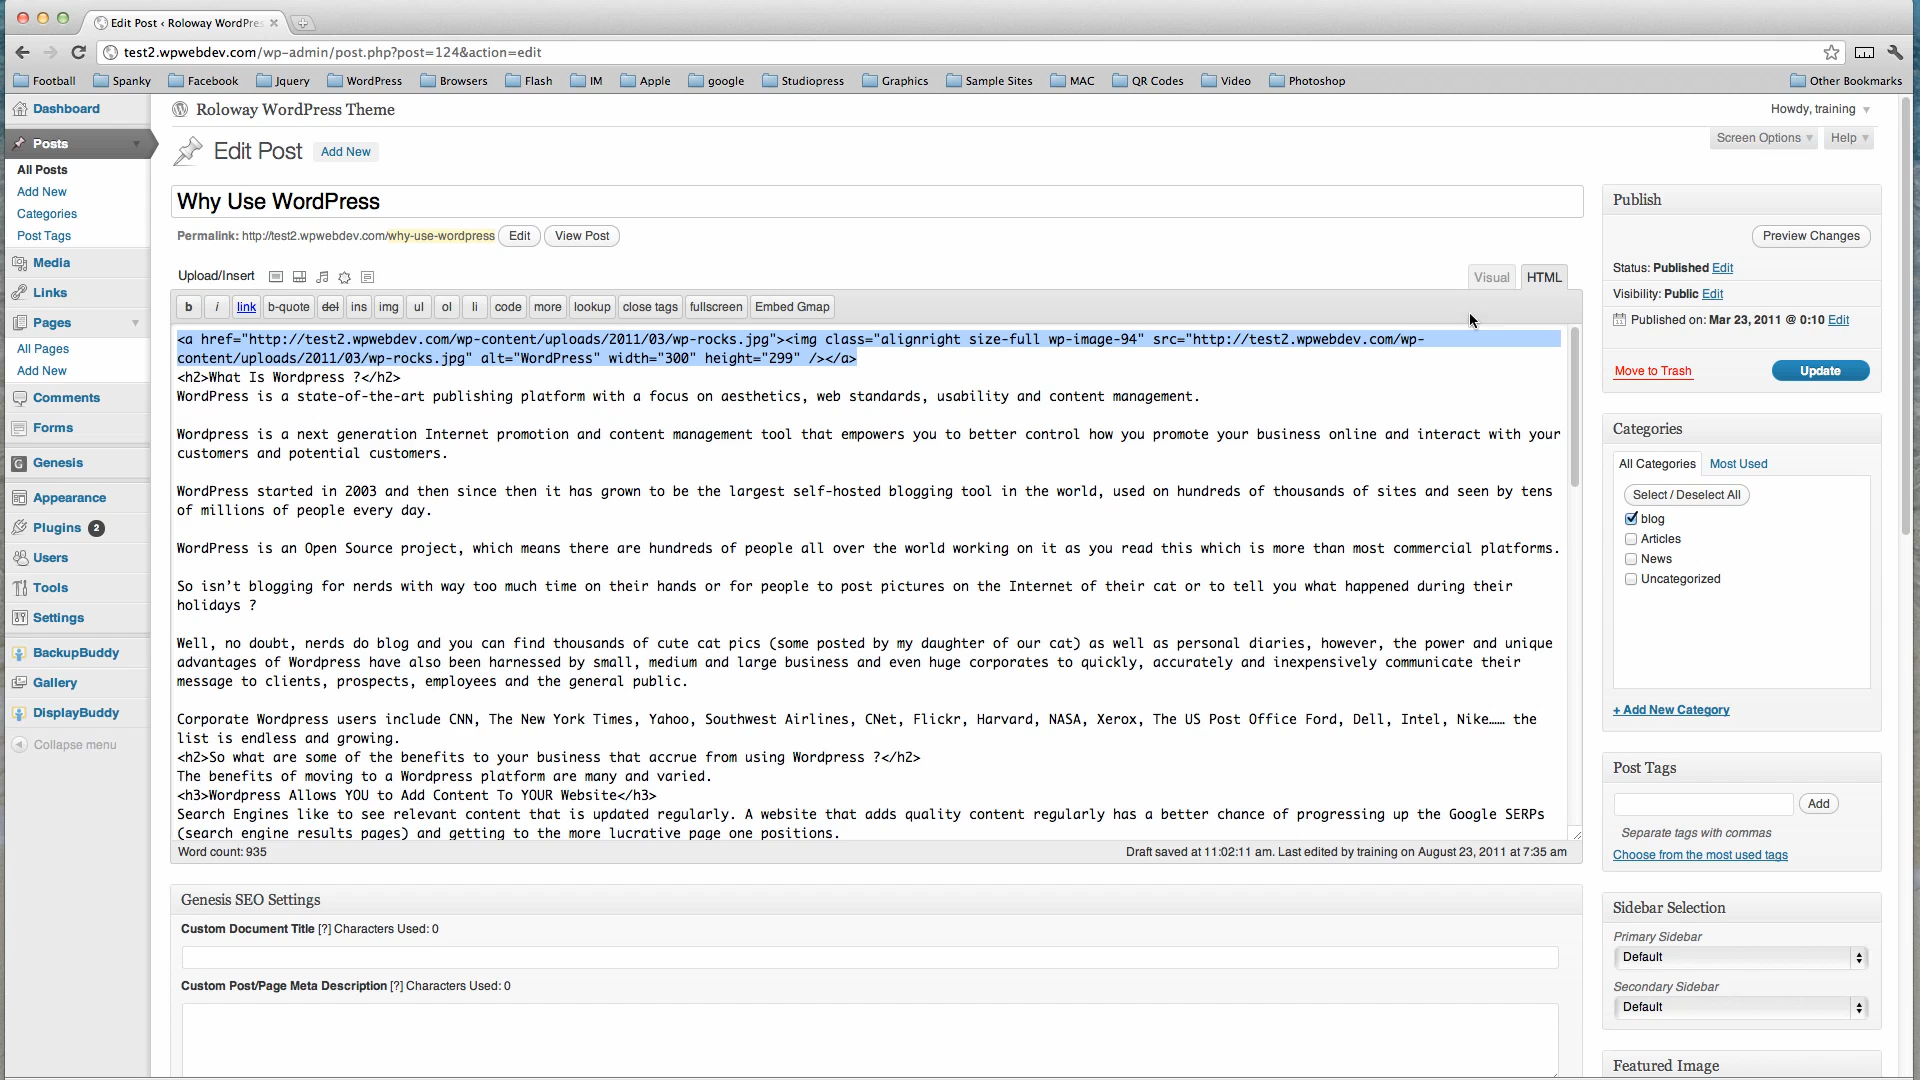 Edit Post ‹ Roloway WordPres
test2.wpwebdev.com/wp-admin/post.php?post=124&action=edit
Football Spanky Facebook Jquery WordPress Browsers Flash IM Apple google Studiopress Graphics Sample Sites MAC QR Codes Video Photoshop Other Bookmarks
Dashboard
Posts
All Posts
Add New
Categories
Post Tags
Media
Links
Pages
All Pages
Add New
Comments
Forms
Genesis
Appearance
Plugins 2
Users
Tools
Settings
BackupBuddy
Gallery
DisplayBuddy
Collapse menu
Roloway WordPress Theme
Howdy, training
Screen Options Help
Edit Post Add New
Why Use WordPress
Permalink: http://test2.wpwebdev.com/why-use-wordpress Edit View Post
Upload/Insert
Visual HTML
b i link b-quote del ins img ul ol li code more lookup close tags fullscreen Embed Gmap
<a href="http://test2.wpwebdev.com/wp-content/uploads/2011/03/wp-rocks.jpg"><img class="alignright size-full wp-image-94" src="http://test2.wpwebdev.com/wp-
content/uploads/2011/03/wp-rocks.jpg" alt="WordPress" width="300" height="299" /></a>
<h2>What Is Wordpress ?</h2>
WordPress is a state-of-the-art publishing platform with a focus on aesthetics, web standards, usability and content management.
Wordpress is a next generation Internet promotion and content management tool that empowers you to better control how you promote your business online and interact with your
customers and potential customers.
WordPress started in 2003 and then since then it has grown to be the largest self-hosted blogging tool in the world, used on hundreds of thousands of sites and seen by tens
of millions of people every day.
WordPress is an Open Source project, which means there are hundreds of people all over the world working on it as you read this which is more than most commercial platforms.
So isn't blogging for nerds with way too much time on their hands or for people to post pictures on the Internet of their cat or to tell you what happened during their
holidays ?
Well, no doubt, nerds do blog and you can find thousands of cute cat pics (some posted by my daughter of our cat) as well as personal diaries, however, the power and unique
advantages of Wordpress have also been harnessed by small, medium and large business and even huge corporates to quickly, accurately and inexpensively communicate their
message to clients, prospects, employees and the general public.
Corporate Wordpress users include CNN, The New York Times, Yahoo, Southwest Airlines, CNet, Flickr, Harvard, NASA, Xerox, The US Post Office Ford, Dell, Intel, Nike…… the
list is endless and growing.
<h2>So what are some of the benefits to your business that accrue from using Wordpress ?</h2>
The benefits of moving to a Wordpress platform are many and varied.
<h3>Wordpress Allows YOU to Add Content To YOUR Website</h3>
Search Engines like to see relevant content that is updated regularly. A website that adds quality content regularly has a better chance of progressing up the Google SERPs
(search engine results pages) and getting to the more lucrative page one positions.
Word count: 935
Draft saved at 11:02:11 am. Last edited by training on August 23, 2011 at 7:35 am
Genesis SEO Settings
Custom Document Title [?] Characters Used: 0
Custom Post/Page Meta Description [?] Characters Used: 0
Publish
Preview Changes
Status: Published Edit
Visibility: Public Edit
Published on: Mar 23, 2011 @ 0:10 Edit
Move to Trash Update
Categories
All Categories Most Used
Select / Deselect All
blog
Articles
News
Uncategorized
+ Add New Category
Post Tags
Add
Separate tags with commas
Choose from the most used tags
Sidebar Selection
Primary Sidebar
Default
Secondary Sidebar
Default
Featured Image